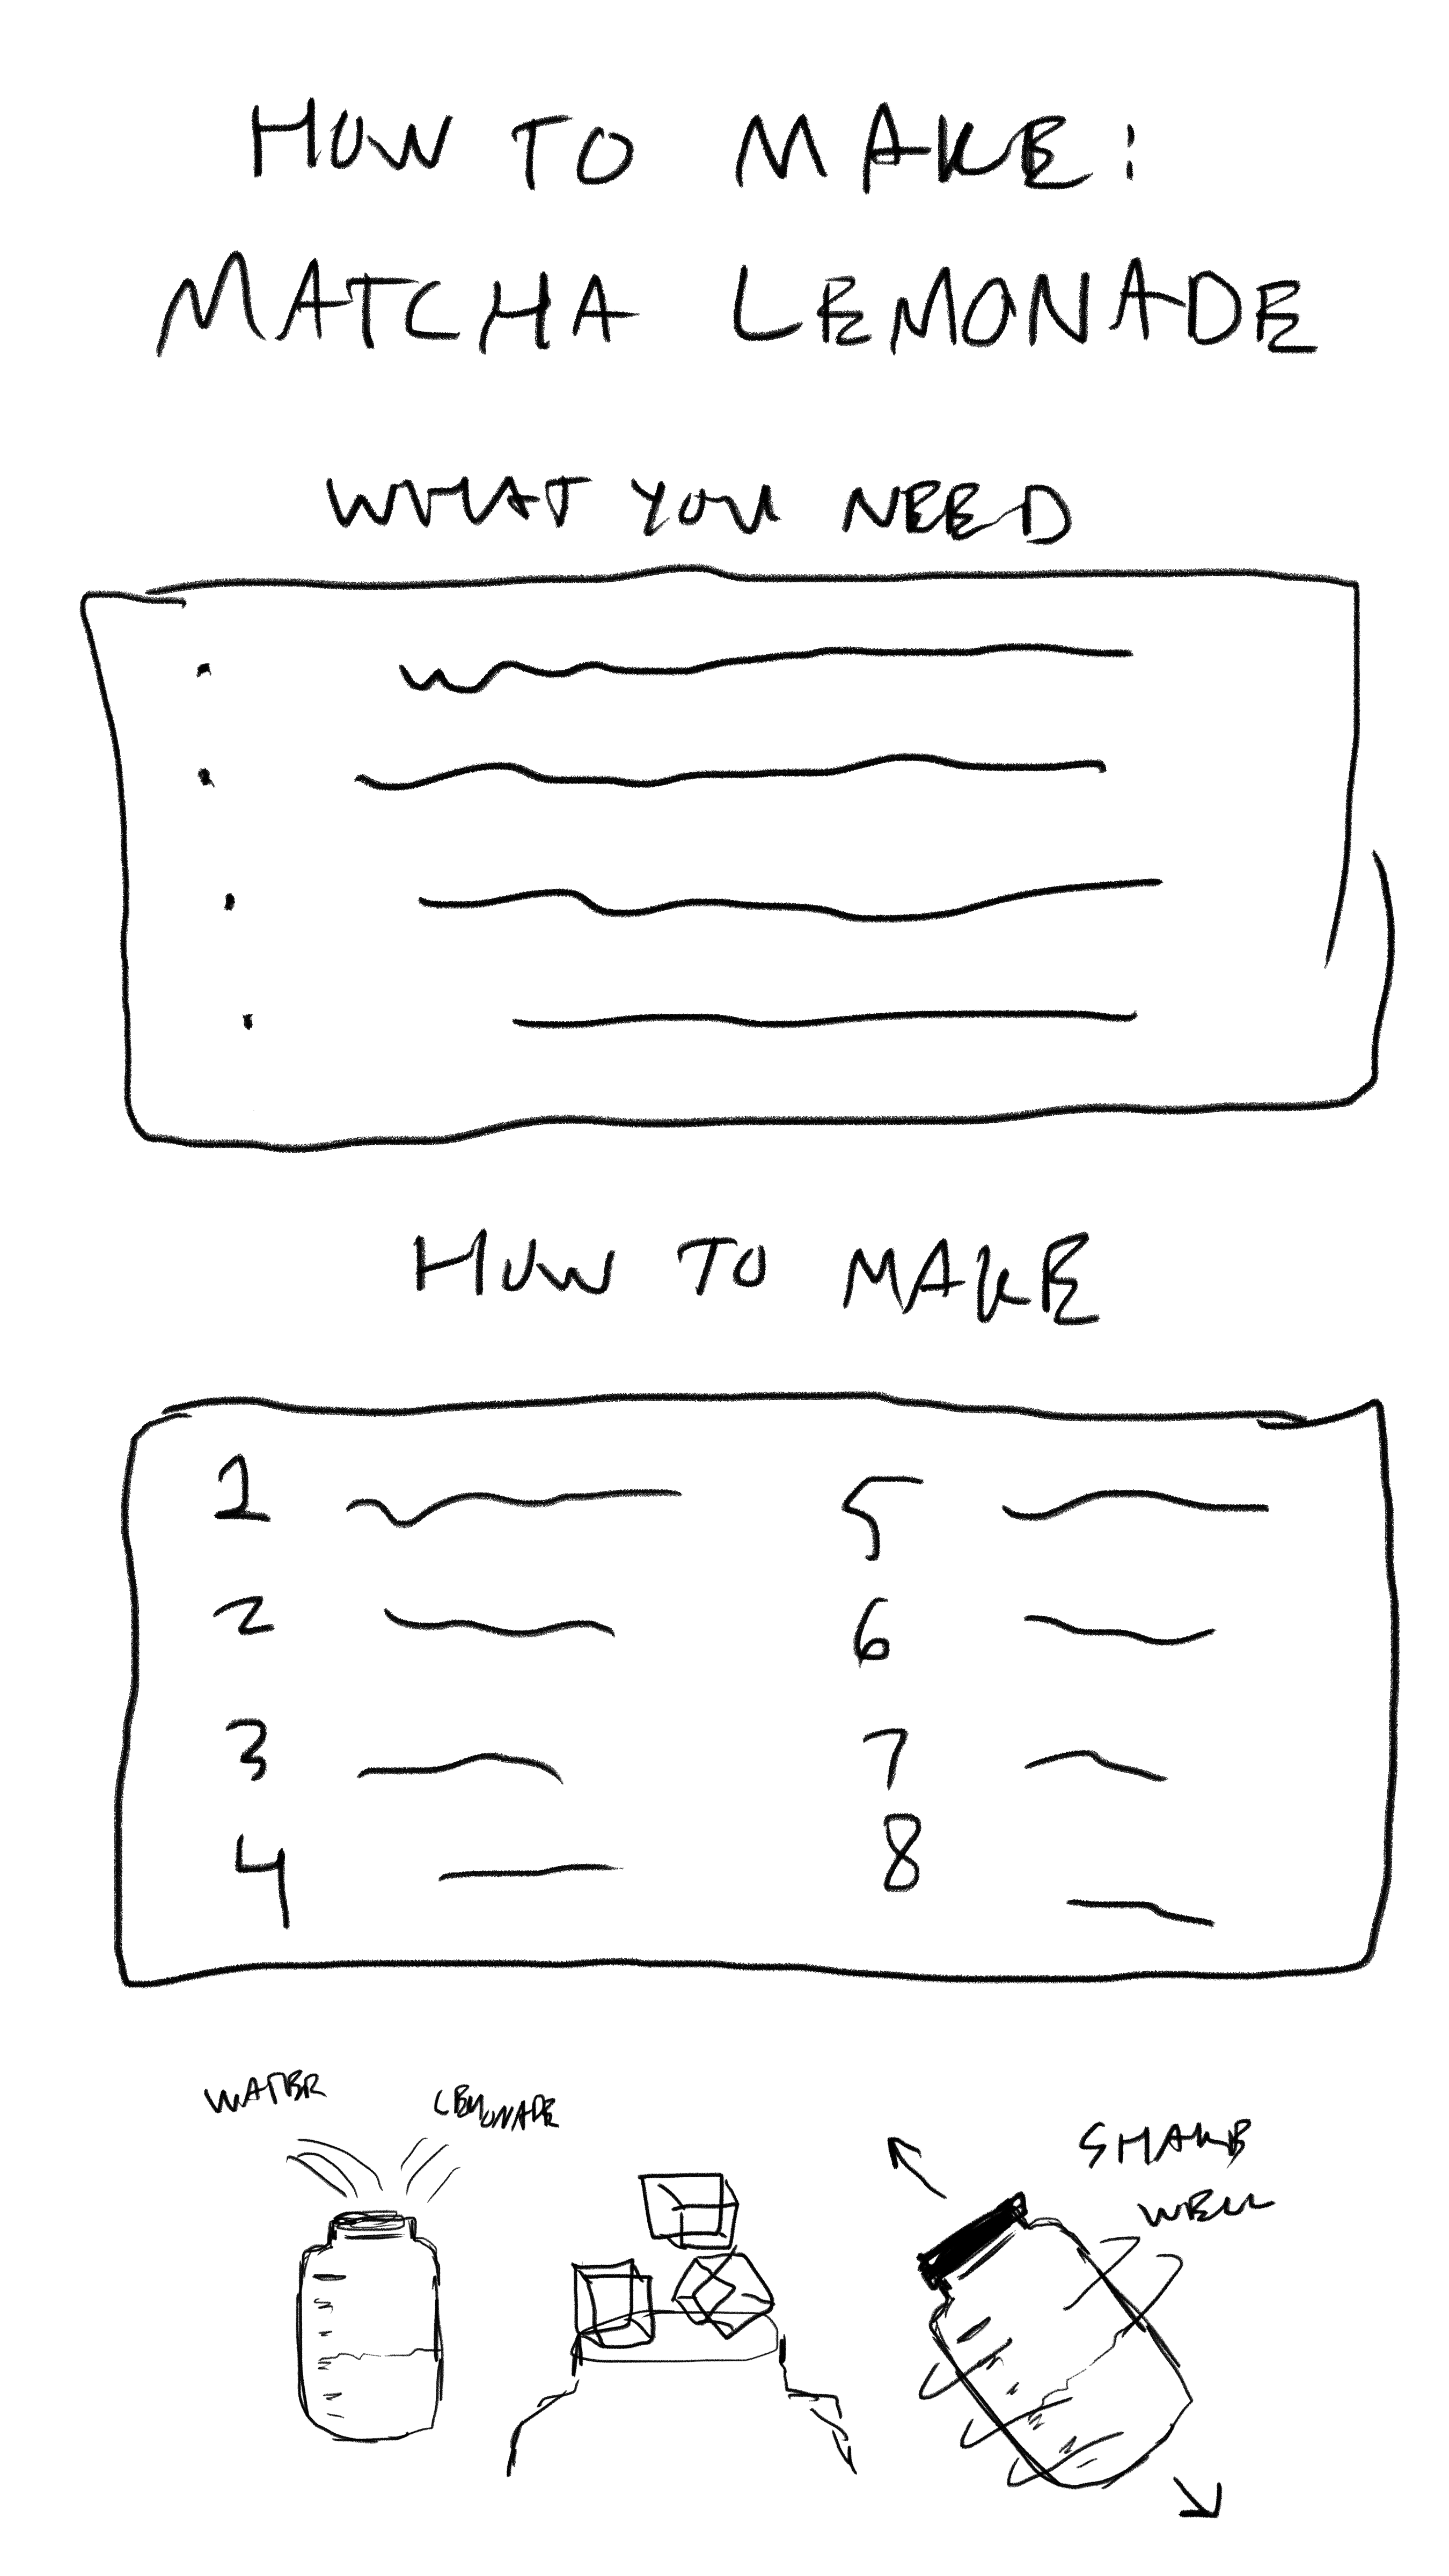 HOW TO MAKE:
MATCHA LEMONADE
WHAT YOU NEED
HOW TO MAKE
1
2
3
4
5
6
7
8
WATER
LEMONADE
SHAKE
WELL